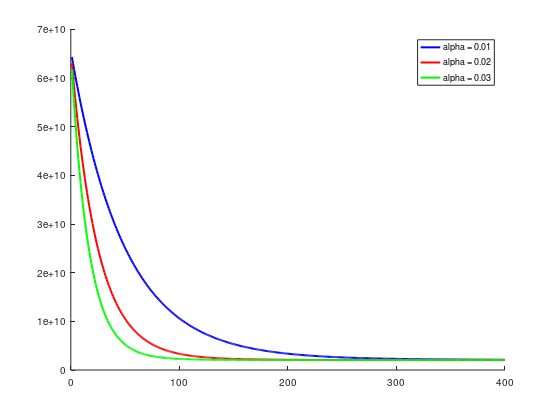 7e+10
6e+10
5e+10
4e+10
3e+10
2e+10
1e+10
0
0 100 200 300 400
alpha = 0.01
alpha = 0.02
alpha = 0.03